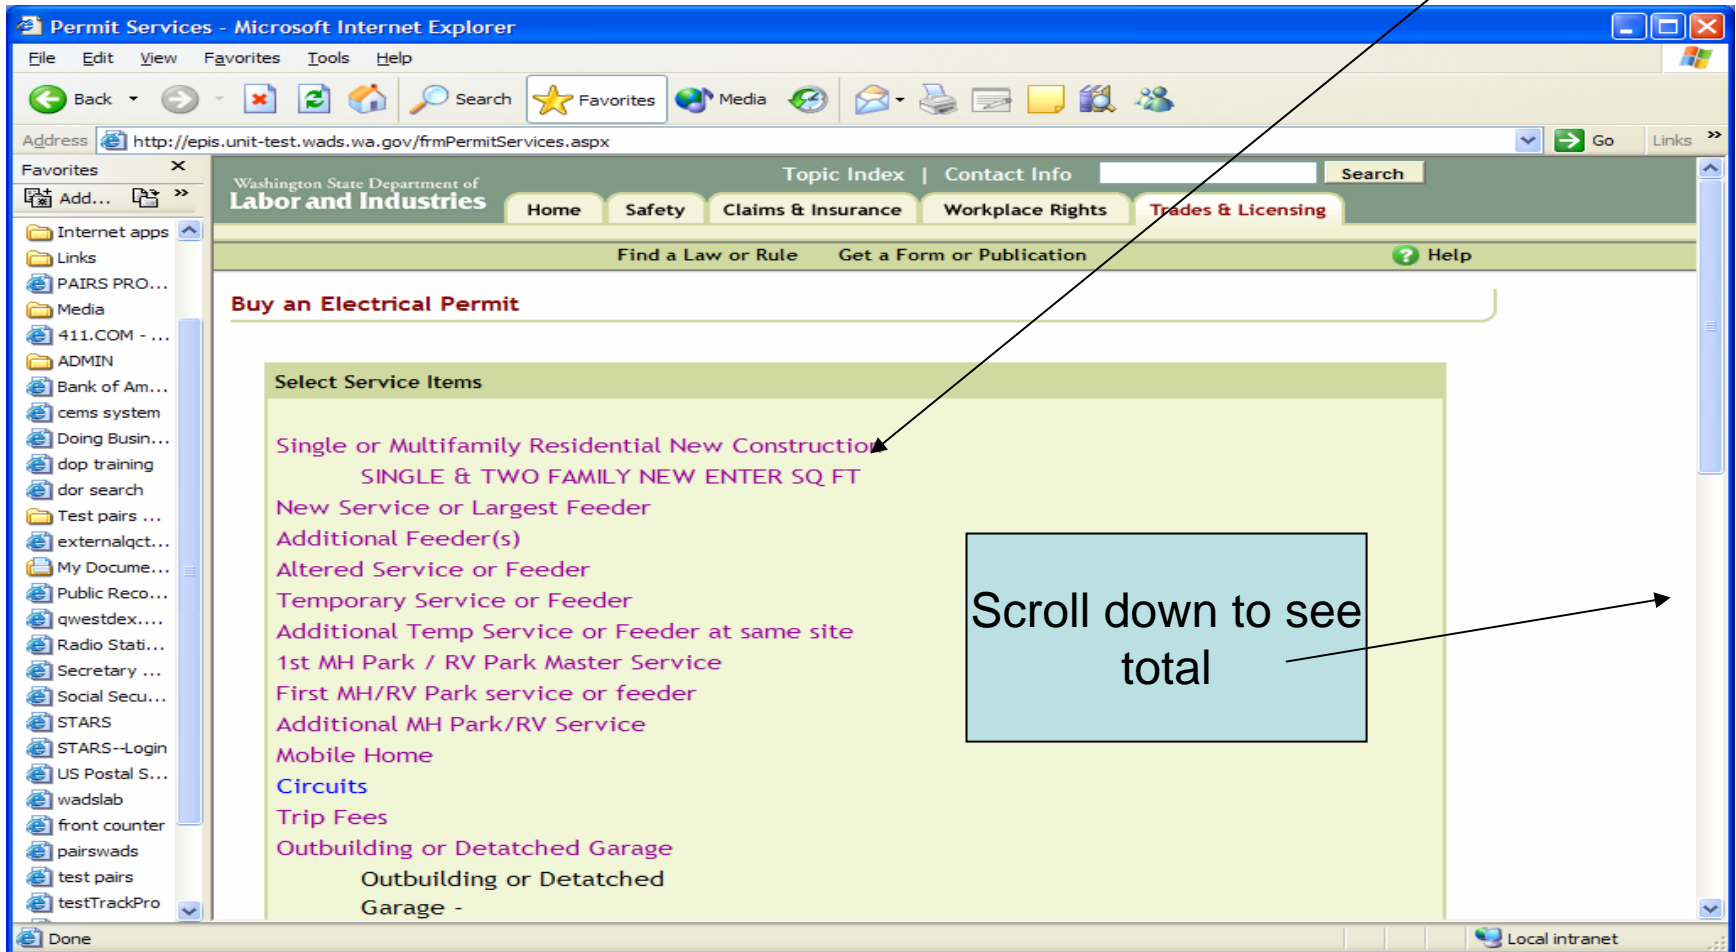 Permit Services - Microsoft Internet Explorer
File Edit View Favorites Tools Help
Back Search Favorites Media
Address http://epis.unit-test.wads.wa.gov/frmPermitServices.aspx Go Links »
Favorites ×
Add... »
Internet apps
Links
PAIRS PRO...
Media
411.COM - ...
ADMIN
Bank of Am...
cems system
Doing Busin...
dop training
dor search
Test pairs ...
externalqct...
My Docume...
Public Reco...
qwestdex....
Radio Stati...
Secretary ...
Social Secu...
STARS
STARS--Login
US Postal S...
wadslab
front counter
pairswads
test pairs
testTrackPro
Topic Index | Contact Info Search
Washington State Department of
Labor and Industries
Home Safety Claims & Insurance Workplace Rights Trades & Licensing
Find a Law or Rule Get a Form or Publication ? Help
Buy an Electrical Permit
Select Service Items
Single or Multifamily Residential New Construction
SINGLE & TWO FAMILY NEW ENTER SQ FT
New Service or Largest Feeder
Additional Feeder(s)
Altered Service or Feeder
Temporary Service or Feeder
Additional Temp Service or Feeder at same site
1st MH Park / RV Park Master Service
First MH/RV Park service or feeder
Additional MH Park/RV Service
Mobile Home
Circuits
Trip Fees
Outbuilding or Detatched Garage
Outbuilding or Detatched
Garage -
Scroll down to see
total
Done Local intranet